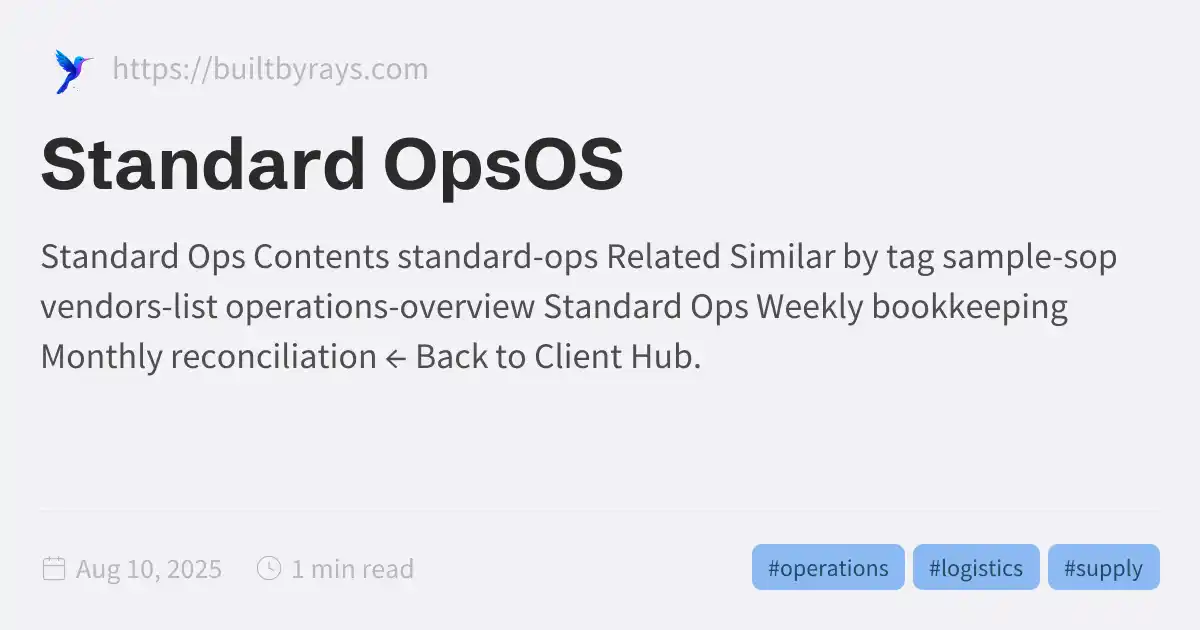 https://builtbyrays.com
Standard OpsOS
Standard Ops Contents standard-ops Related Similar by tag sample-sop
vendors-list operations-overview Standard Ops Weekly bookkeeping
Monthly reconciliation ← Back to Client Hub.
Aug 10, 2025
1 min read
#operations
#logistics
#supply